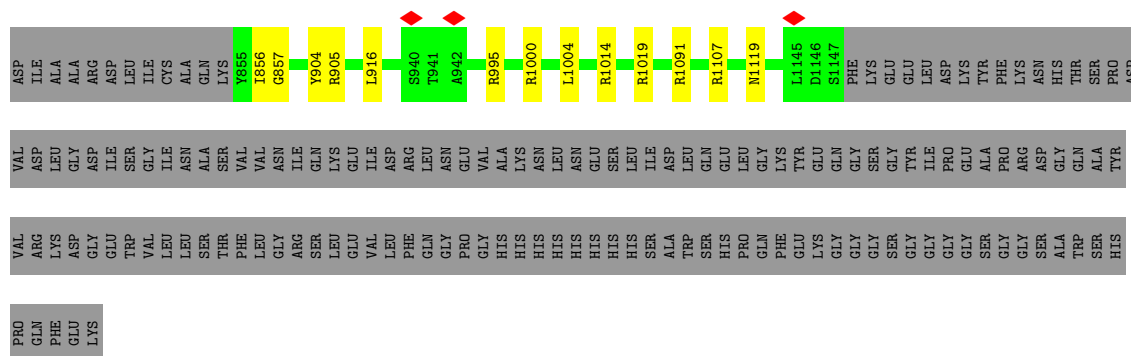 ASP ILE ALA ALA ARG ASP LEU ILE CYS ALA GLN LYS Y855 I856 G857 Y904 R905 L916 S940 T941 A942 R995 R1000 L1004 R1014 R1019 R1091 R1107 N1119 L1145 D1146 S1147 PHE LYS GLU GLU LEU ASP LYS TYR PHE LYS ASN HIS THR SER PRO ASP
VAL ASP LEU GLY ASP ILE SER GLY ILE ASN ALA SER VAL VAL ASN ILE GLN LYS GLU ILE ASP ARG LEU ASN GLU VAL ALA LYS ASN LEU ASN GLU SER LEU ILE ASP LEU GLN GLU LEU GLY LYS TYR GLU GLN GLY SER GLY TYR ILE PRO GLU ALA PRO ARG ASP GLY GLN ALA TYR
VAL ARG LYS ASP GLY GLU TRP VAL LEU LEU SER THR PHE LEU GLY ARG SER LEU GLU VAL LEU PHE GLN GLY PRO GLY HIS HIS HIS HIS HIS HIS HIS HIS SER ALA TRP SER HIS PRO GLN PHE GLU LYS GLY GLY GLY SER GLY GLY GLY GLY SER GLY GLY SER ALA TRP SER HIS
PRO GLN PHE GLU LYS